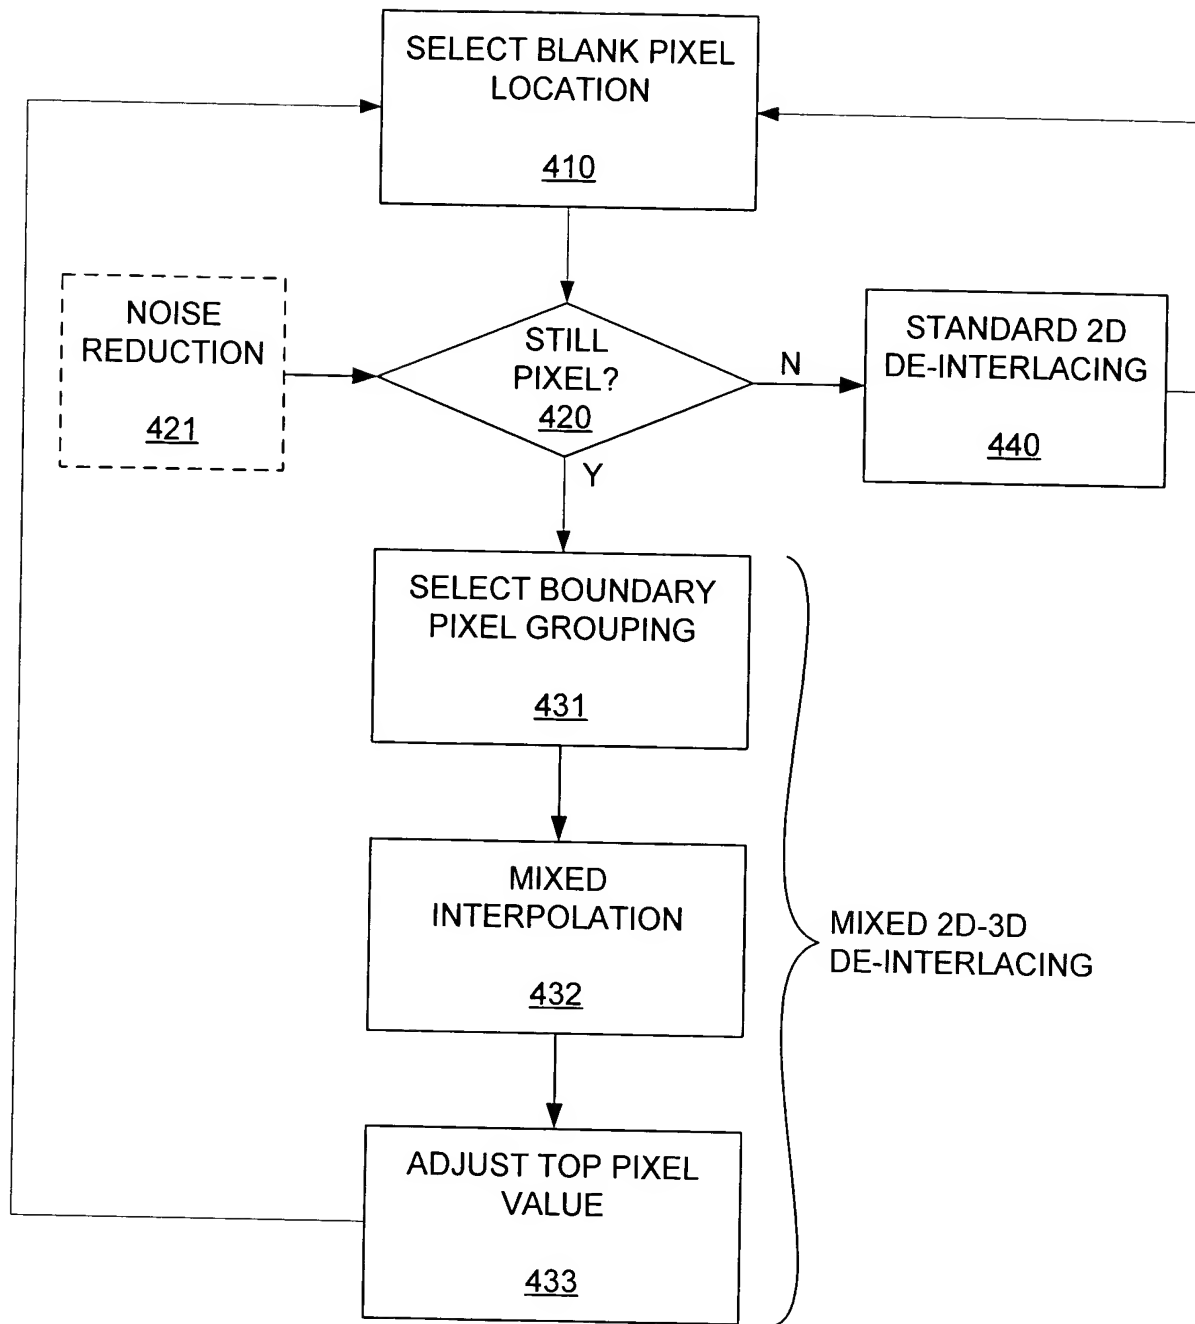 SELECT BLANK PIXEL
LOCATION
410
NOISE
REDUCTION
421
STILL
PIXEL?
420
N
Y
STANDARD 2D
DE-INTERLACING
440
SELECT BOUNDARY
PIXEL GROUPING
431
MIXED
INTERPOLATION
432
MIXED 2D-3D
DE-INTERLACING
ADJUST TOP PIXEL
VALUE
433